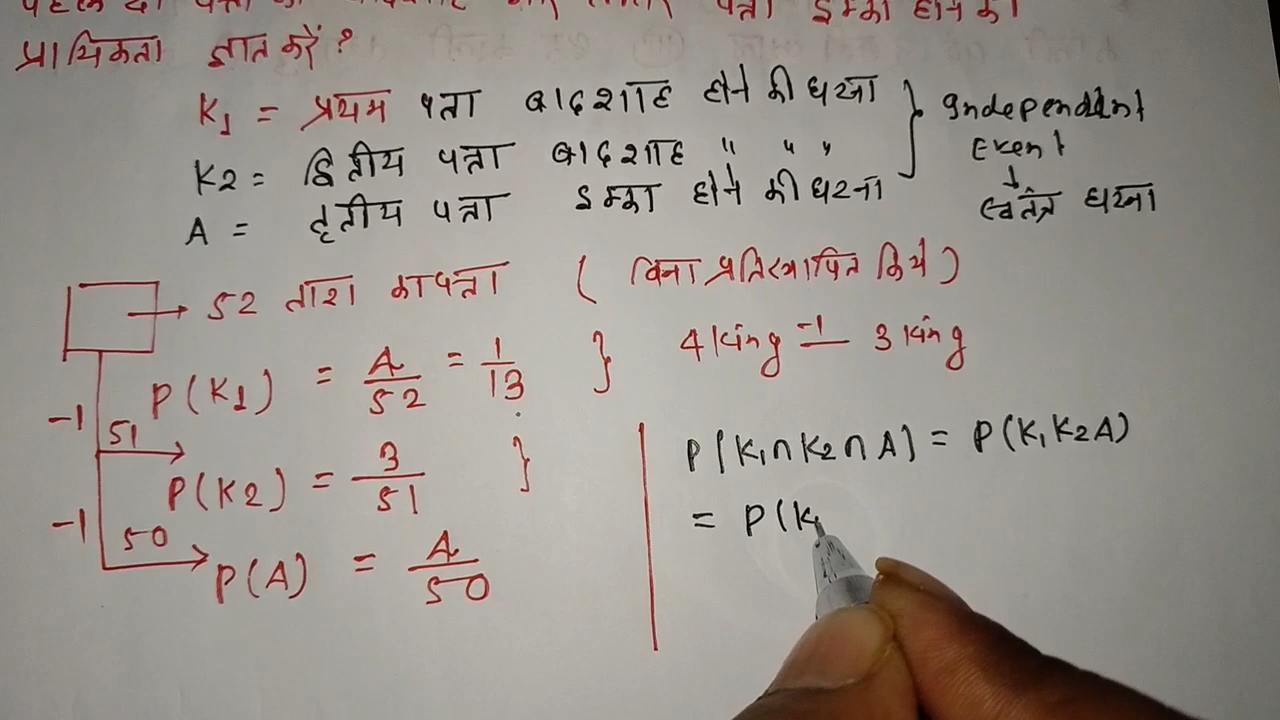 पत्ता इक्का होने की
प्रायिकता ज्ञात करें?
K1 = प्रथम पत्ता बादशाह होने की घटना } Independent
K2 = द्वितीय पत्ता बादशाह " " " Event
A = तृतीय पत्ता इक्का होने की घटना स्वतंत्र घटना
52 ताश का पत्ता ( बिना प्रतिस्थापित किये )
P(K1) = 4/52 = 1/13 } 4 king -1 — 3 king
-1 51
P(K2) = 3/51 } P(K1∩K2∩A) = P(K1K2A)
-1 50 = P(K
P(A) = 4/50